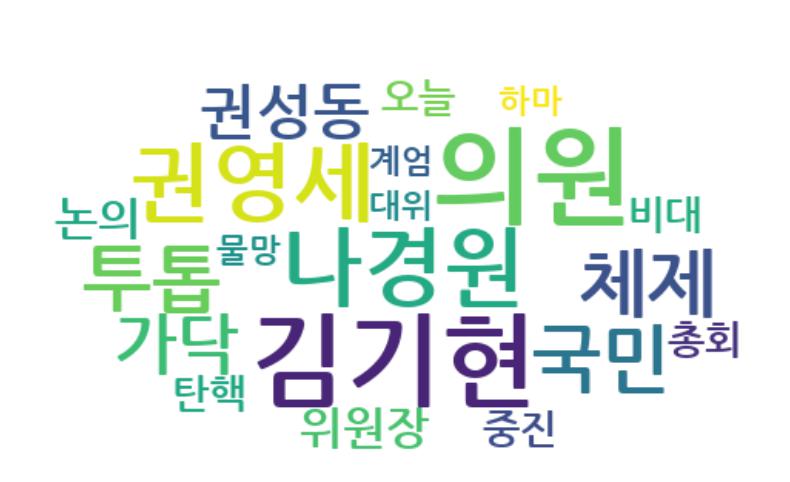 권성동 오늘 하마
권영세 계엄 의원
논의 대위 비대
투톱 물망 나경원 체제
가닥 김기현 국민 총회
탄핵
위원장 중진